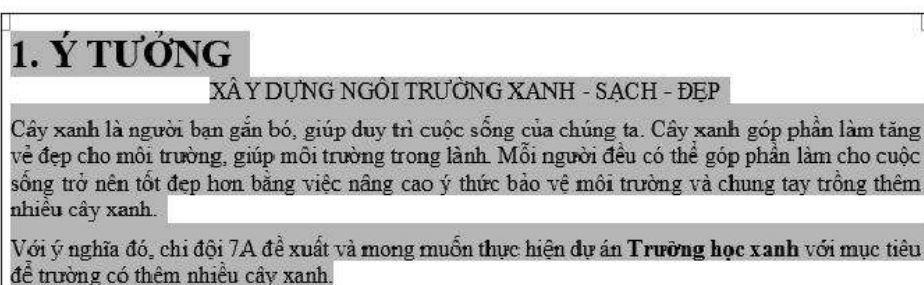 1. Ý TƯỞNG
XÂY DỰNG NGÔI TRƯỜNG XANH - SẠCH - ĐẸP
Cây xanh là người bạn gắn bó, giúp duy trì cuộc sống của chúng ta. Cây xanh góp phần làm tăng
vẻ đẹp cho môi trường, giúp môi trường trong lành. Mỗi người đều có thể góp phần làm cho cuộc
sống trở nên tốt đẹp hơn bằng việc nâng cao ý thức bảo vệ môi trường và chung tay trồng thêm
nhiều cây xanh.
Với ý nghĩa đó, chi đội 7A đề xuất và mong muốn thực hiện dự án Trường học xanh với mục tiêu
để trường có thêm nhiều cây xanh.